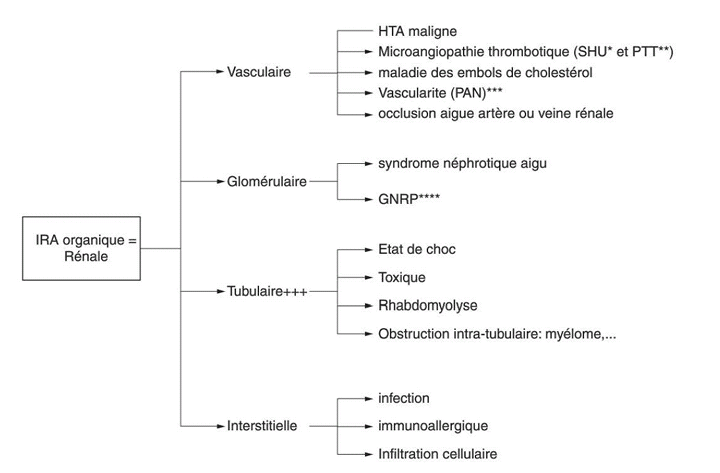 HTA maligne
Microangiopathie thrombotique (SHU* et PTT**)
Vasculaire
maladie des embols de cholestérol
Vascularite (PAN)***
occlusion aigue artère ou veine rénale
syndrome néphrotique aigu
Glomérulaire
GNRP****
IRA organique =
Rénale
Etat de choc
Toxique
Tubulaire+++
Rhabdomyolyse
Obstruction intra-tubulaire: myélome,...
infection
Interstitielle
immunoallergique
Infiltration cellulaire